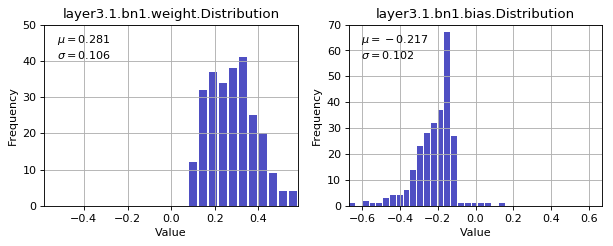 layer3.1.bn1.weight.Distribution
μ = 0.281
σ = 0.106
50
40
30
20
10
0
Frequency
−0.4 −0.2 0.0 0.2 0.4
Value
layer3.1.bn1.bias.Distribution
μ = −0.217
σ = 0.102
70
60
50
40
30
20
10
0
Frequency
−0.6 −0.4 −0.2 0.0 0.2 0.4 0.6
Value